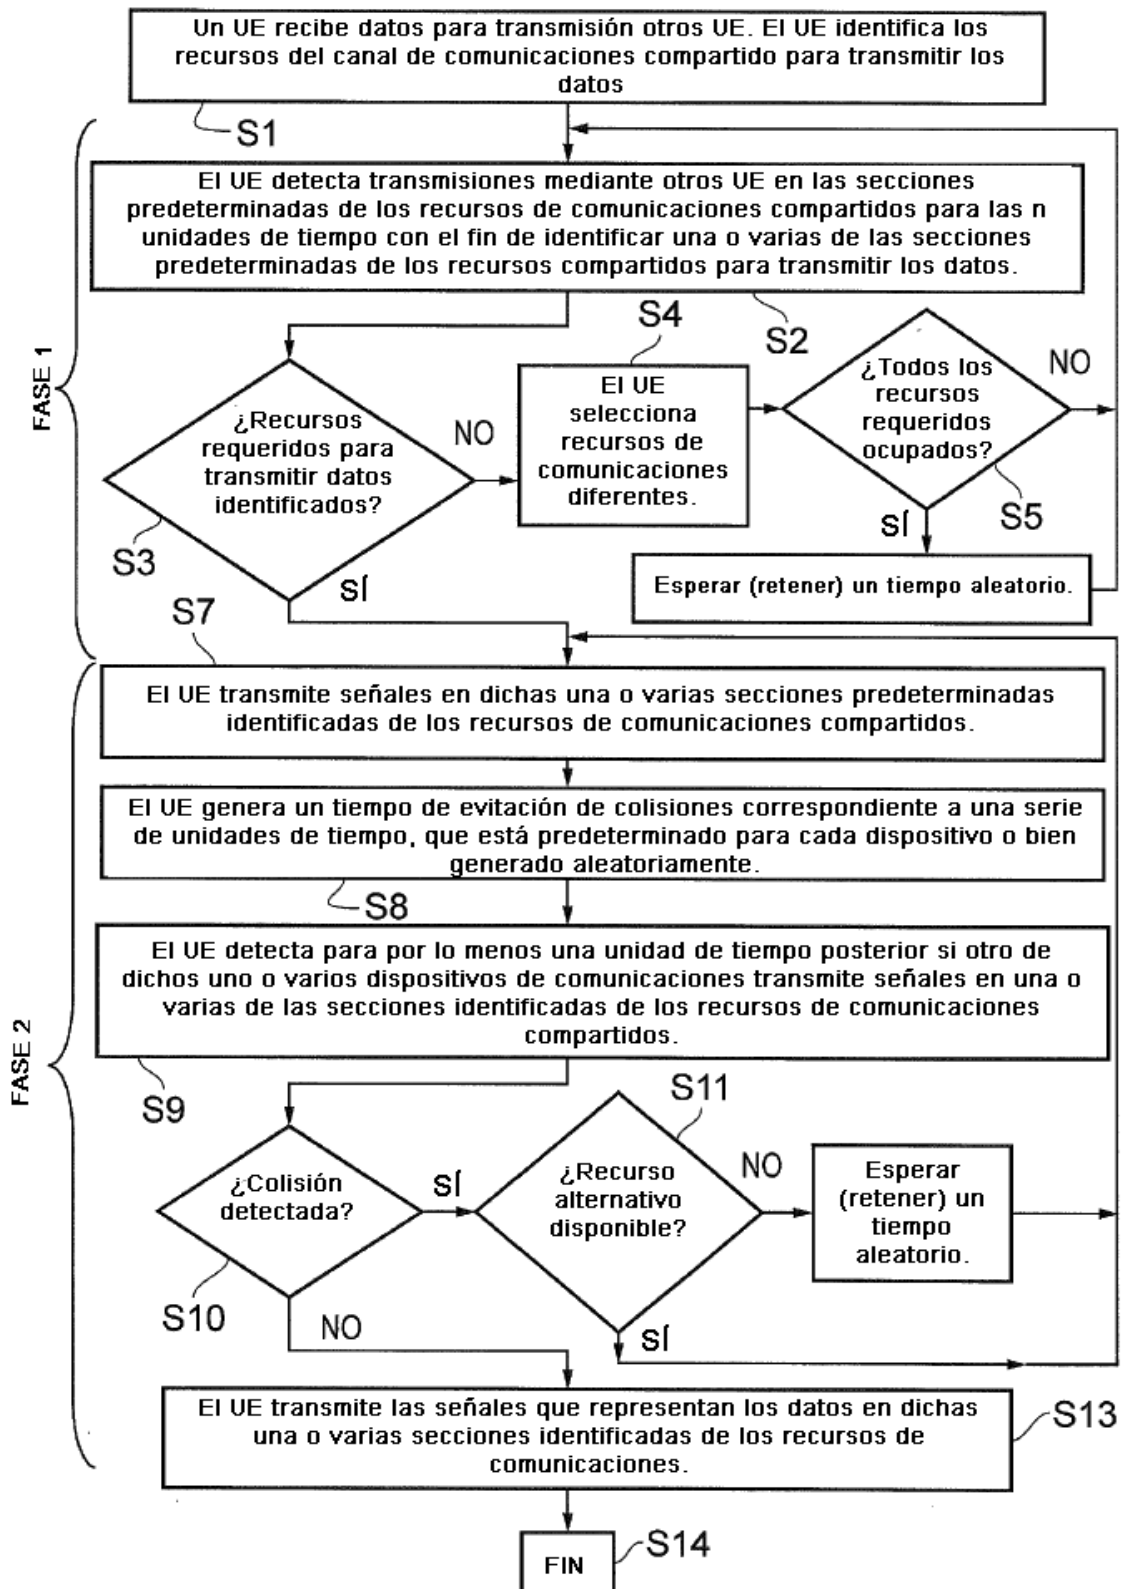 Un UE recibe datos para transmisión otros UE. El UE identifica los
recursos del canal de comunicaciones compartido para transmitir los
datos
S1
FASE 1
El UE detecta transmisiones mediante otros UE en las secciones
predeterminadas de los recursos de comunicaciones compartidos para las n
unidades de tiempo con el fin de identificar una o varias de las secciones
predeterminadas de los recursos compartidos para transmitir los datos.
S2
¿Recursos
requeridos para
transmitir datos
identificados?
S3
NO
SÍ
S4
El UE
selecciona
recursos de
comunicaciones
diferentes.
¿Todos los
recursos
requeridos
ocupados?
NO
S5
SÍ
Esperar (retener) un tiempo aleatorio.
S7
FASE 2
El UE transmite señales en dichas una o varias secciones predeterminadas
identificadas de los recursos de comunicaciones compartidos.
El UE genera un tiempo de evitación de colisiones correspondiente a una serie
de unidades de tiempo, que está predeterminado para cada dispositivo o bien
generado aleatoriamente.
S8
El UE detecta para por lo menos una unidad de tiempo posterior si otro de
dichos uno o varios dispositivos de comunicaciones transmite señales en una o
varias de las secciones identificadas de los recursos de comunicaciones
compartidos.
S9
¿Colisión
detectada?
S10
SÍ
NO
S11
¿Recurso
alternativo
disponible?
NO
SÍ
Esperar
(retener) un
tiempo
aleatorio.
El UE transmite las señales que representan los datos en dichas
una o varias secciones identificadas de los recursos de
comunicaciones.
S13
FIN
S14